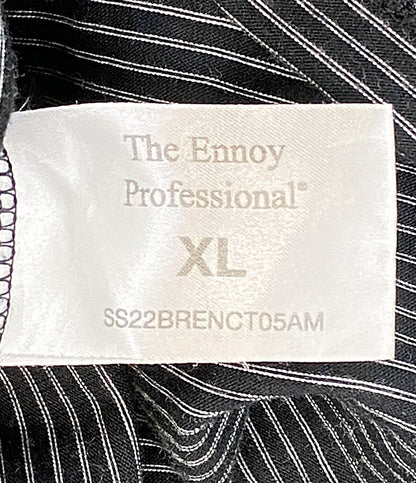 The Ennoy
Professional®
XL
SS22BRENCT05AM